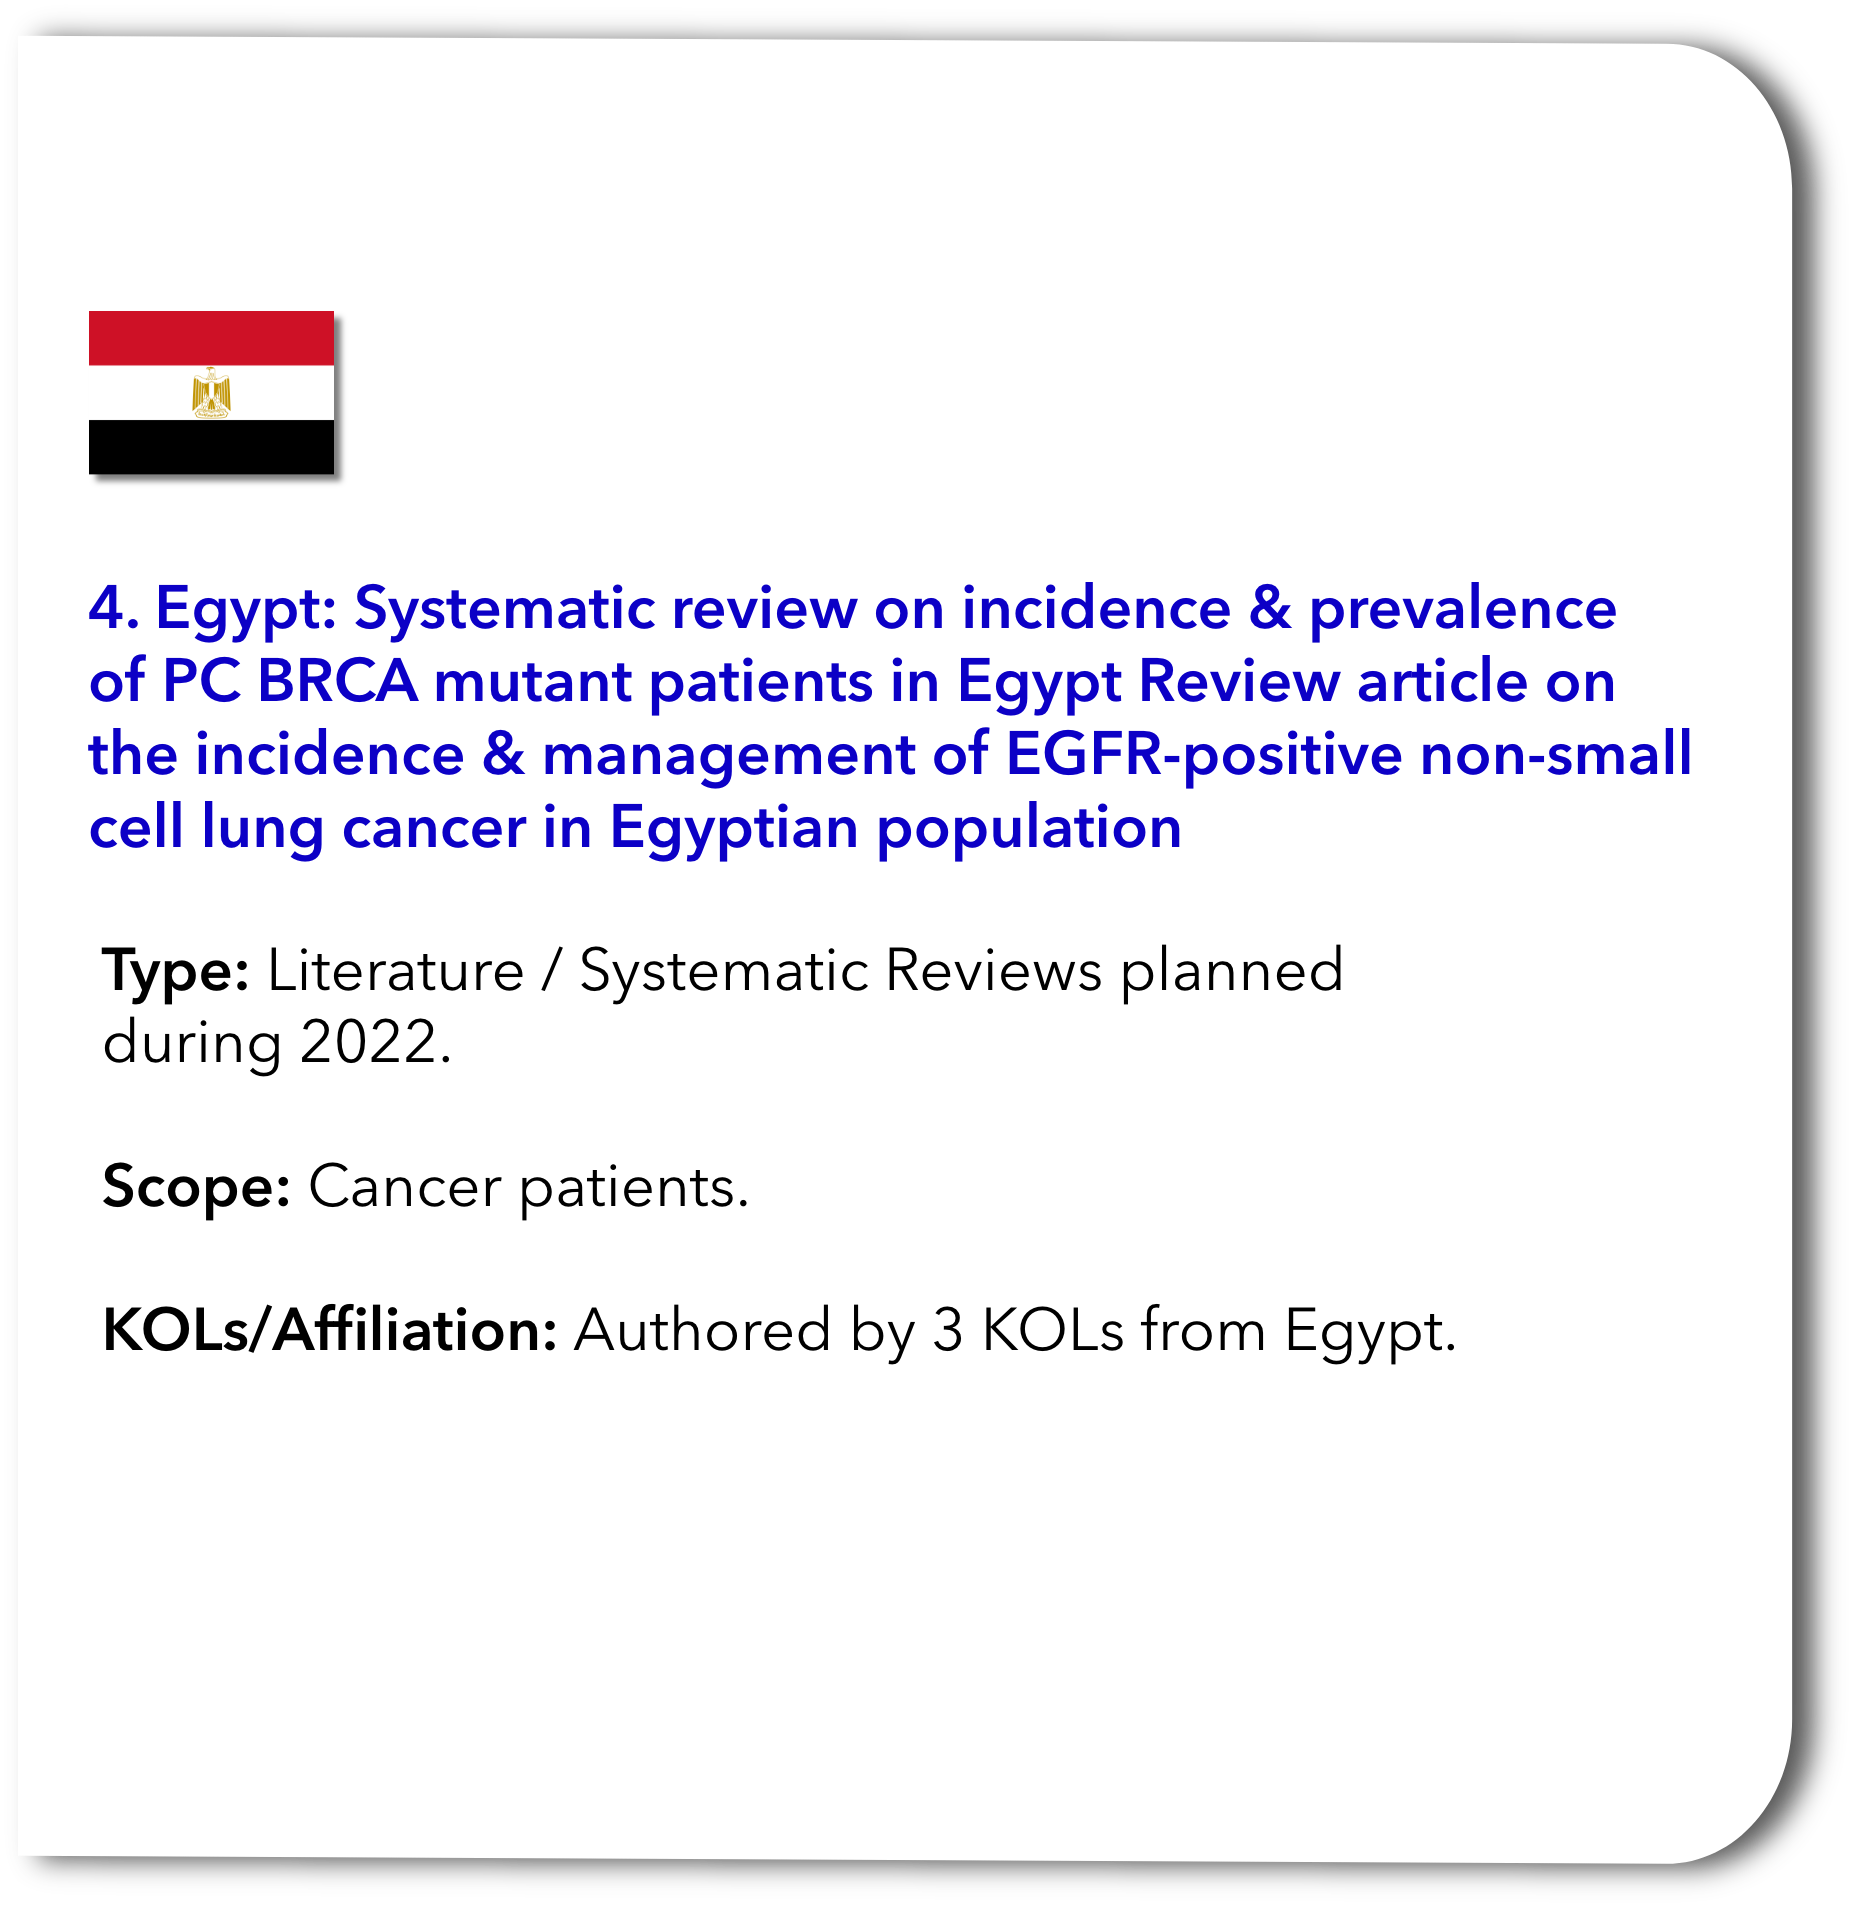 4. Egypt: Systematic review on incidence & prevalence
of PC BRCA mutant patients in Egypt Review article on
the incidence & management of EGFR-positive non-small
cell lung cancer in Egyptian population
Type: Literature / Systematic Reviews planned
during 2022.
Scope: Cancer patients.
KOLs/Affiliation: Authored by 3 KOLs from Egypt.